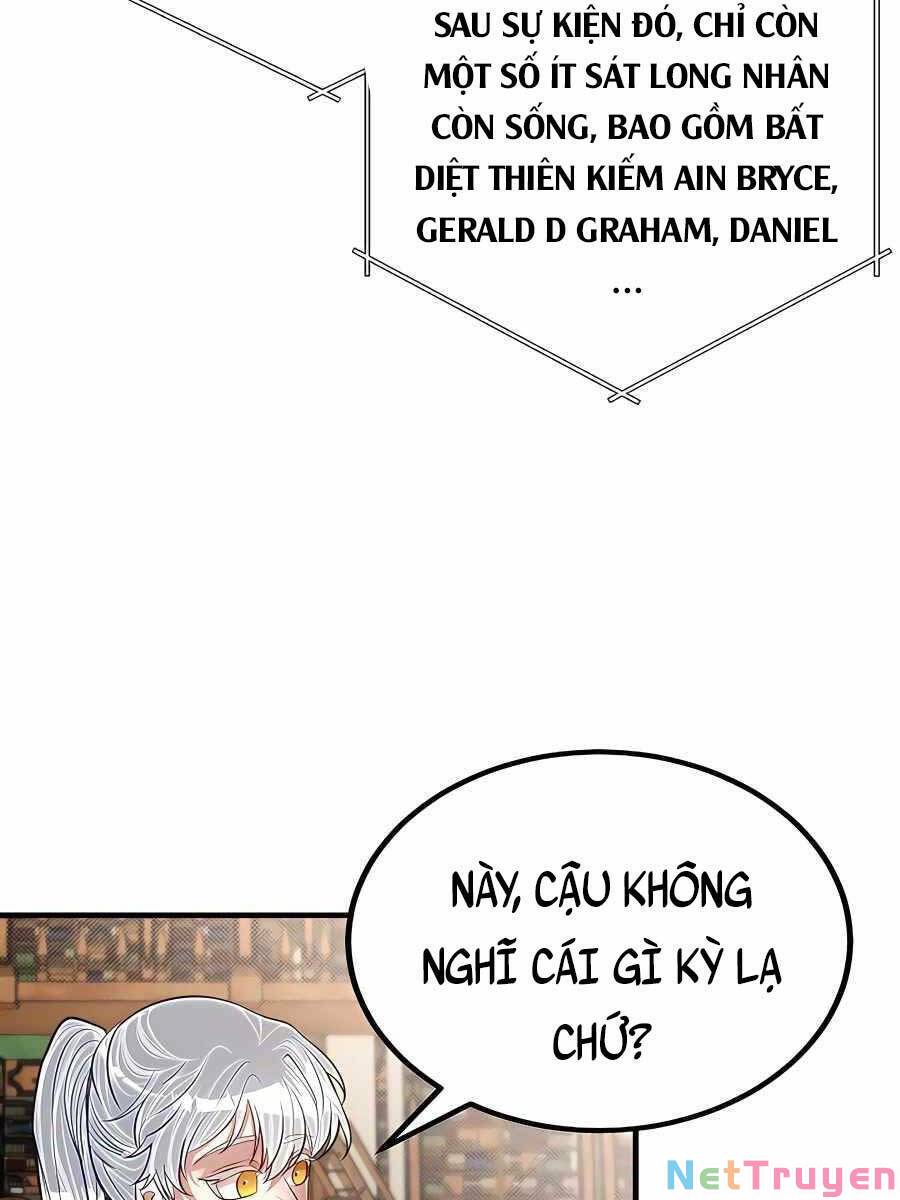 SAU SỰ KIỆN ĐÓ, CHỈ CÒN
MỘT SỐ ÍT SÁT LONG NHÂN
CÒN SỐNG, BAO GỒM BẤT
DIỆT THIÊN KIẾM AIN BRYCE,
GERALD D GRAHAM, DANIEL
...
NÀY, CẬU KHÔNG
NGHĨ CÁI GÌ KỲ LẠ
CHỨ?
NetTruyen